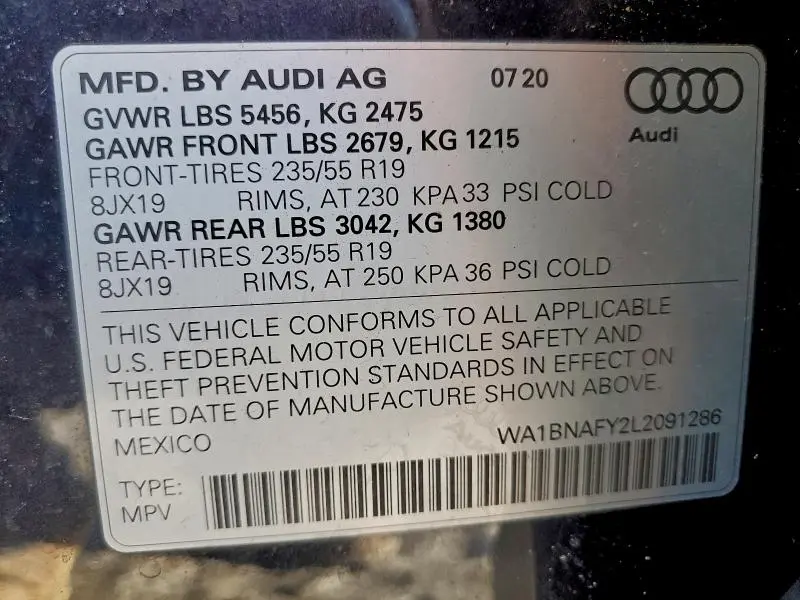 MFD. BY AUDI AG 07 20
Audi
GVWR LBS 5456, KG 2475
GAWR FRONT LBS 2679, KG 1215
FRONT-TIRES 235/55 R19
8JX19 RIMS, AT 230 KPA 33 PSI COLD
GAWR REAR LBS 3042, KG 1380
REAR-TIRES 235/55 R19
8JX19 RIMS, AT 250 KPA 36 PSI COLD
THIS VEHICLE CONFORMS TO ALL APPLICABLE
U.S. FEDERAL MOTOR VEHICLE SAFETY AND
THEFT PREVENTION STANDARDS IN EFFECT ON
THE DATE OF MANUFACTURE SHOWN ABOVE.
MEXICO WA1BNAFY2L2091286
TYPE:
MPV